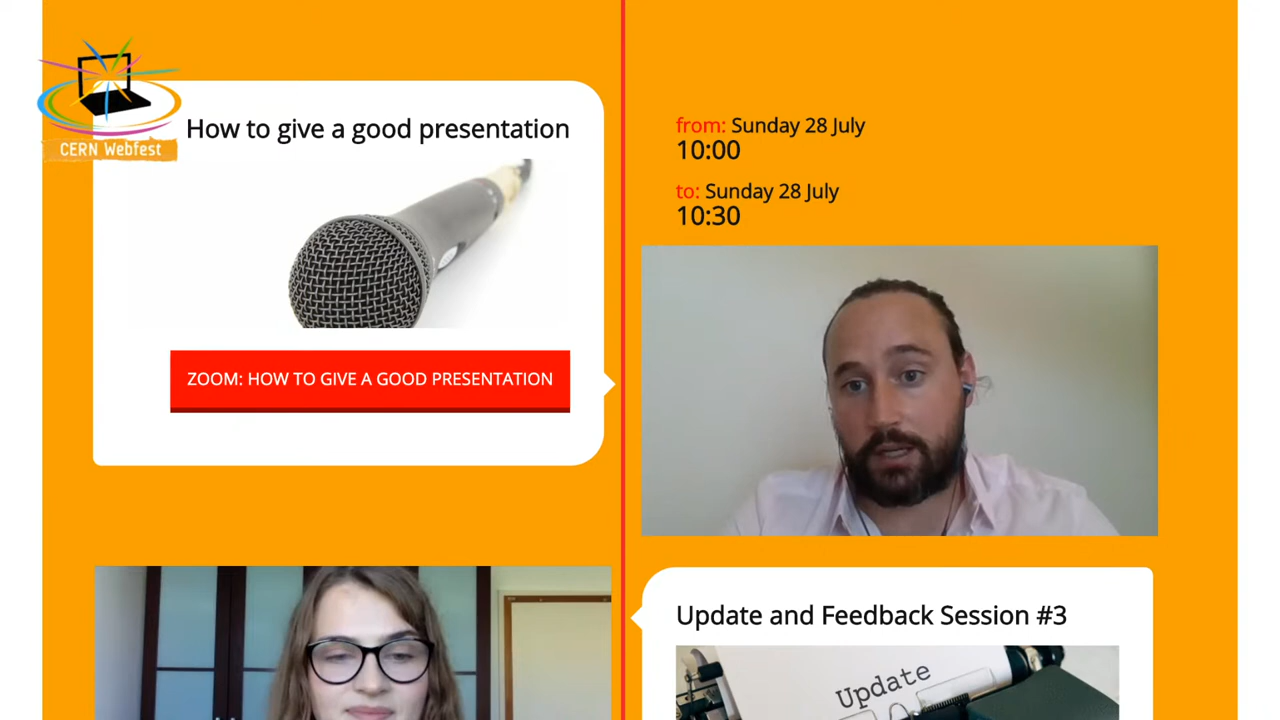 CERN Webfest
How to give a good presentation
ZOOM: HOW TO GIVE A GOOD PRESENTATION
from: Sunday 28 July
10:00
to: Sunday 28 July
10:30
Update and Feedback Session #3
Update